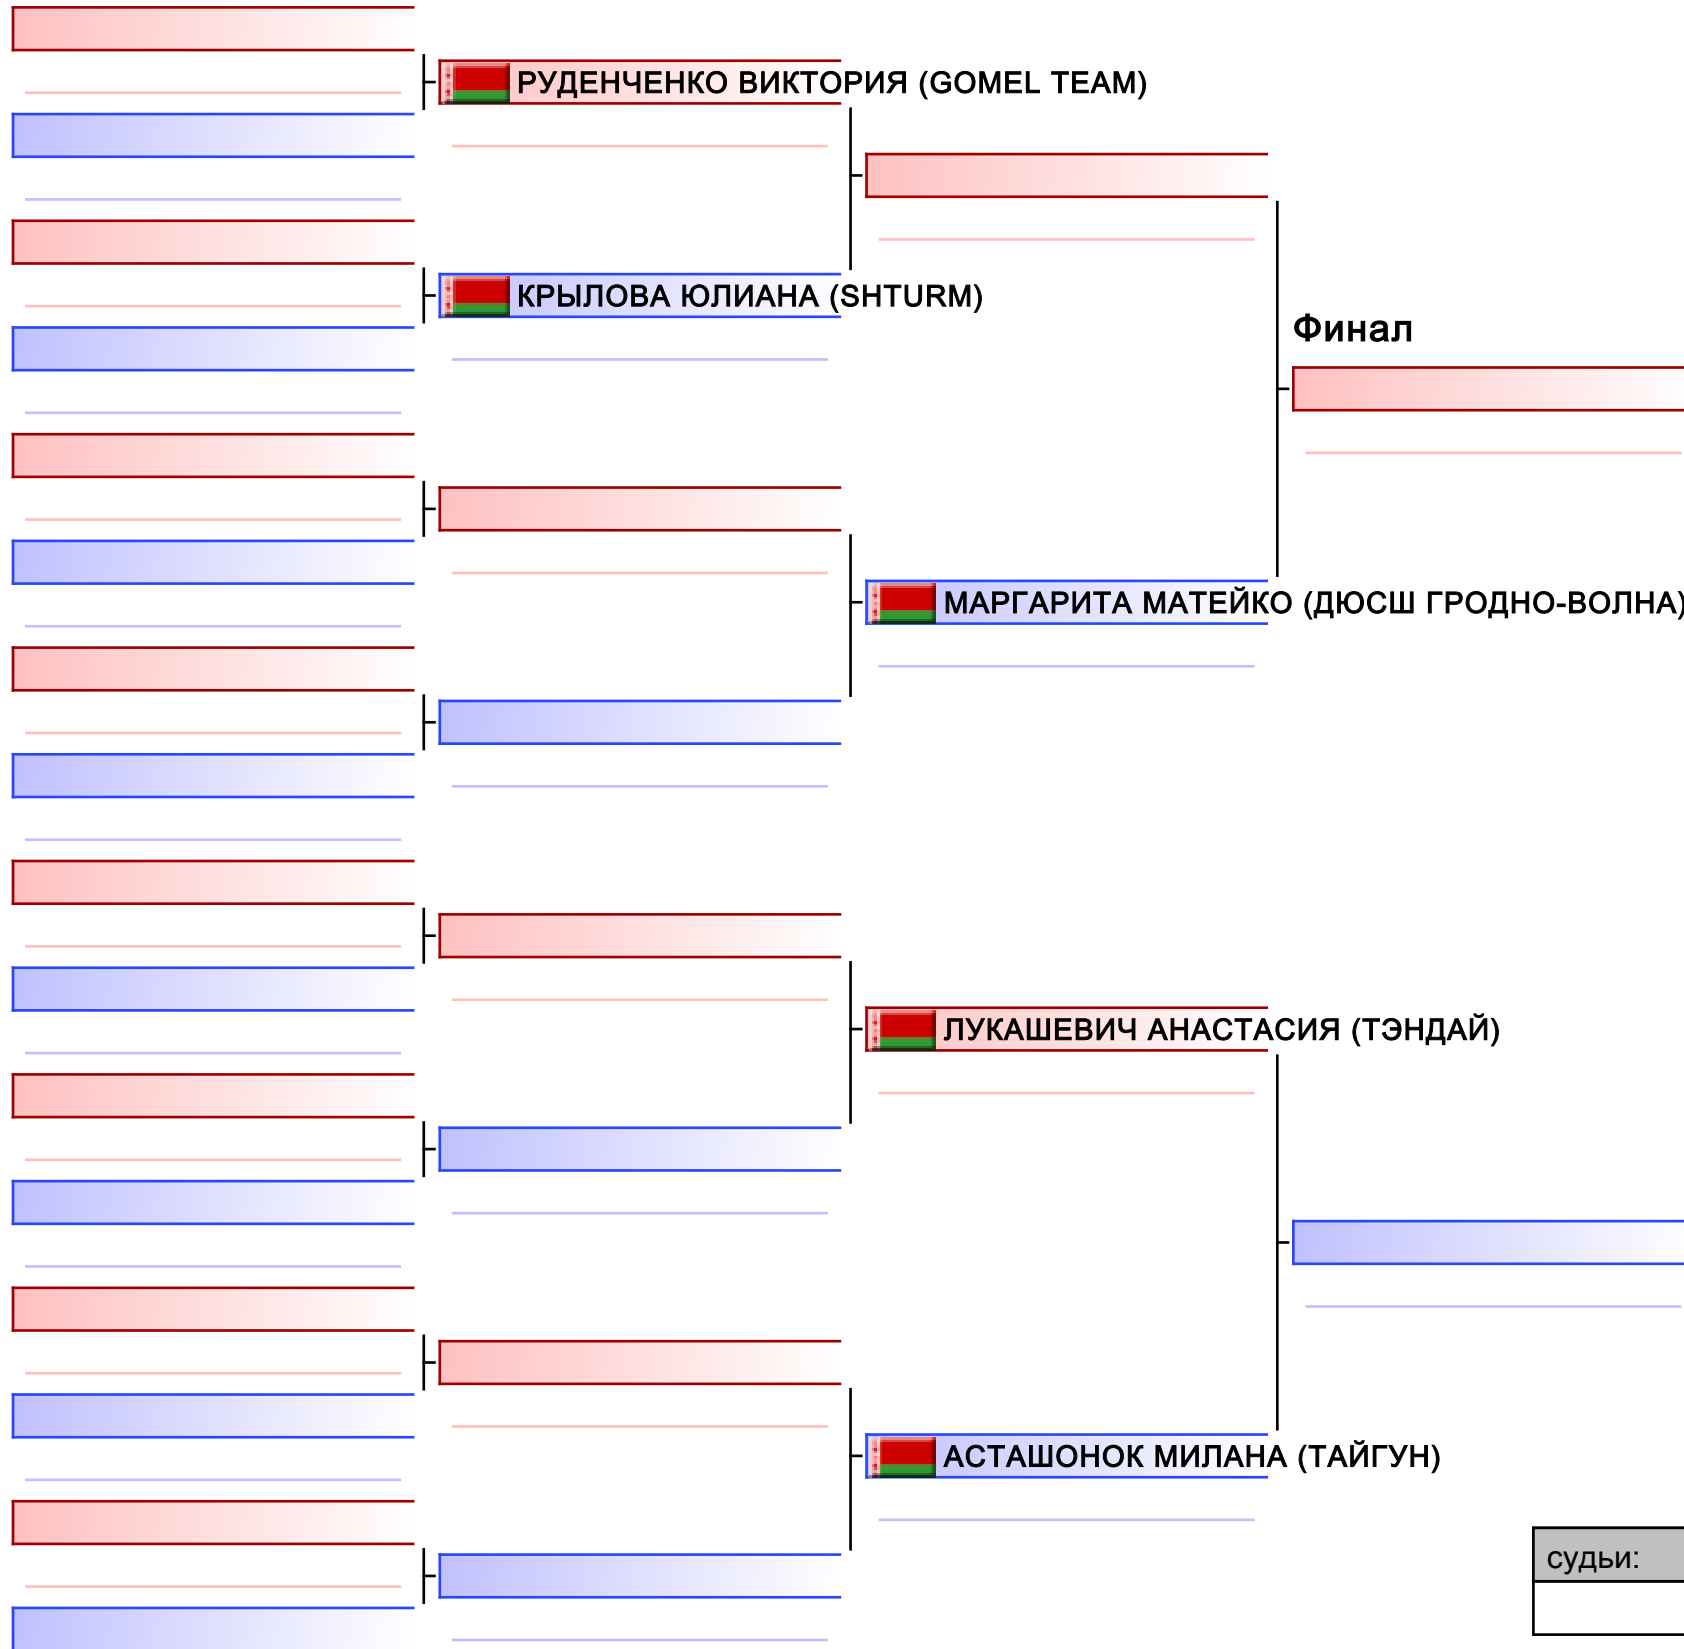 РУДЕНЧЕНКО ВИКТОРИЯ (GOMEL TEAM)
КРЫЛОВА ЮЛИАНА (SHTURM)
Финал
МАРГАРИТА МАТЕЙКО (ДЮСШ ГРОДНО-ВОЛНА)
ЛУКАШЕВИЧ АНАСТАСИЯ (ТЭНДАЙ)
АСТАШОНОК МИЛАНА (ТАЙГУН)
судьи: